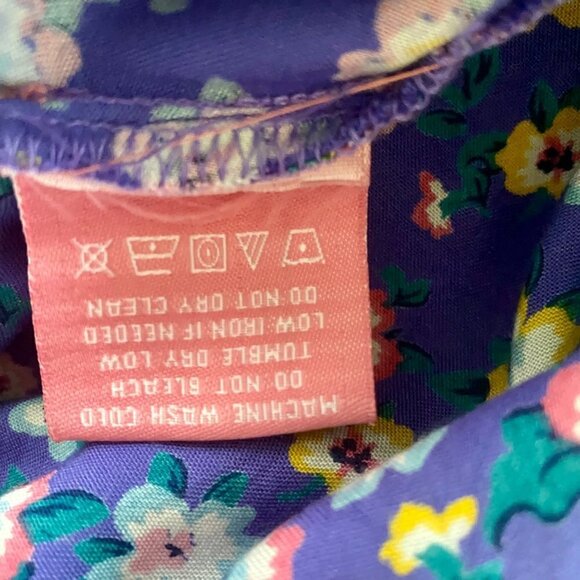 MACHINE WASH COLD
DO NOT BLEACH
TUMBLE DRY LOW
LOW IRON IF NEEDED
DO NOT DRY CLEAN.